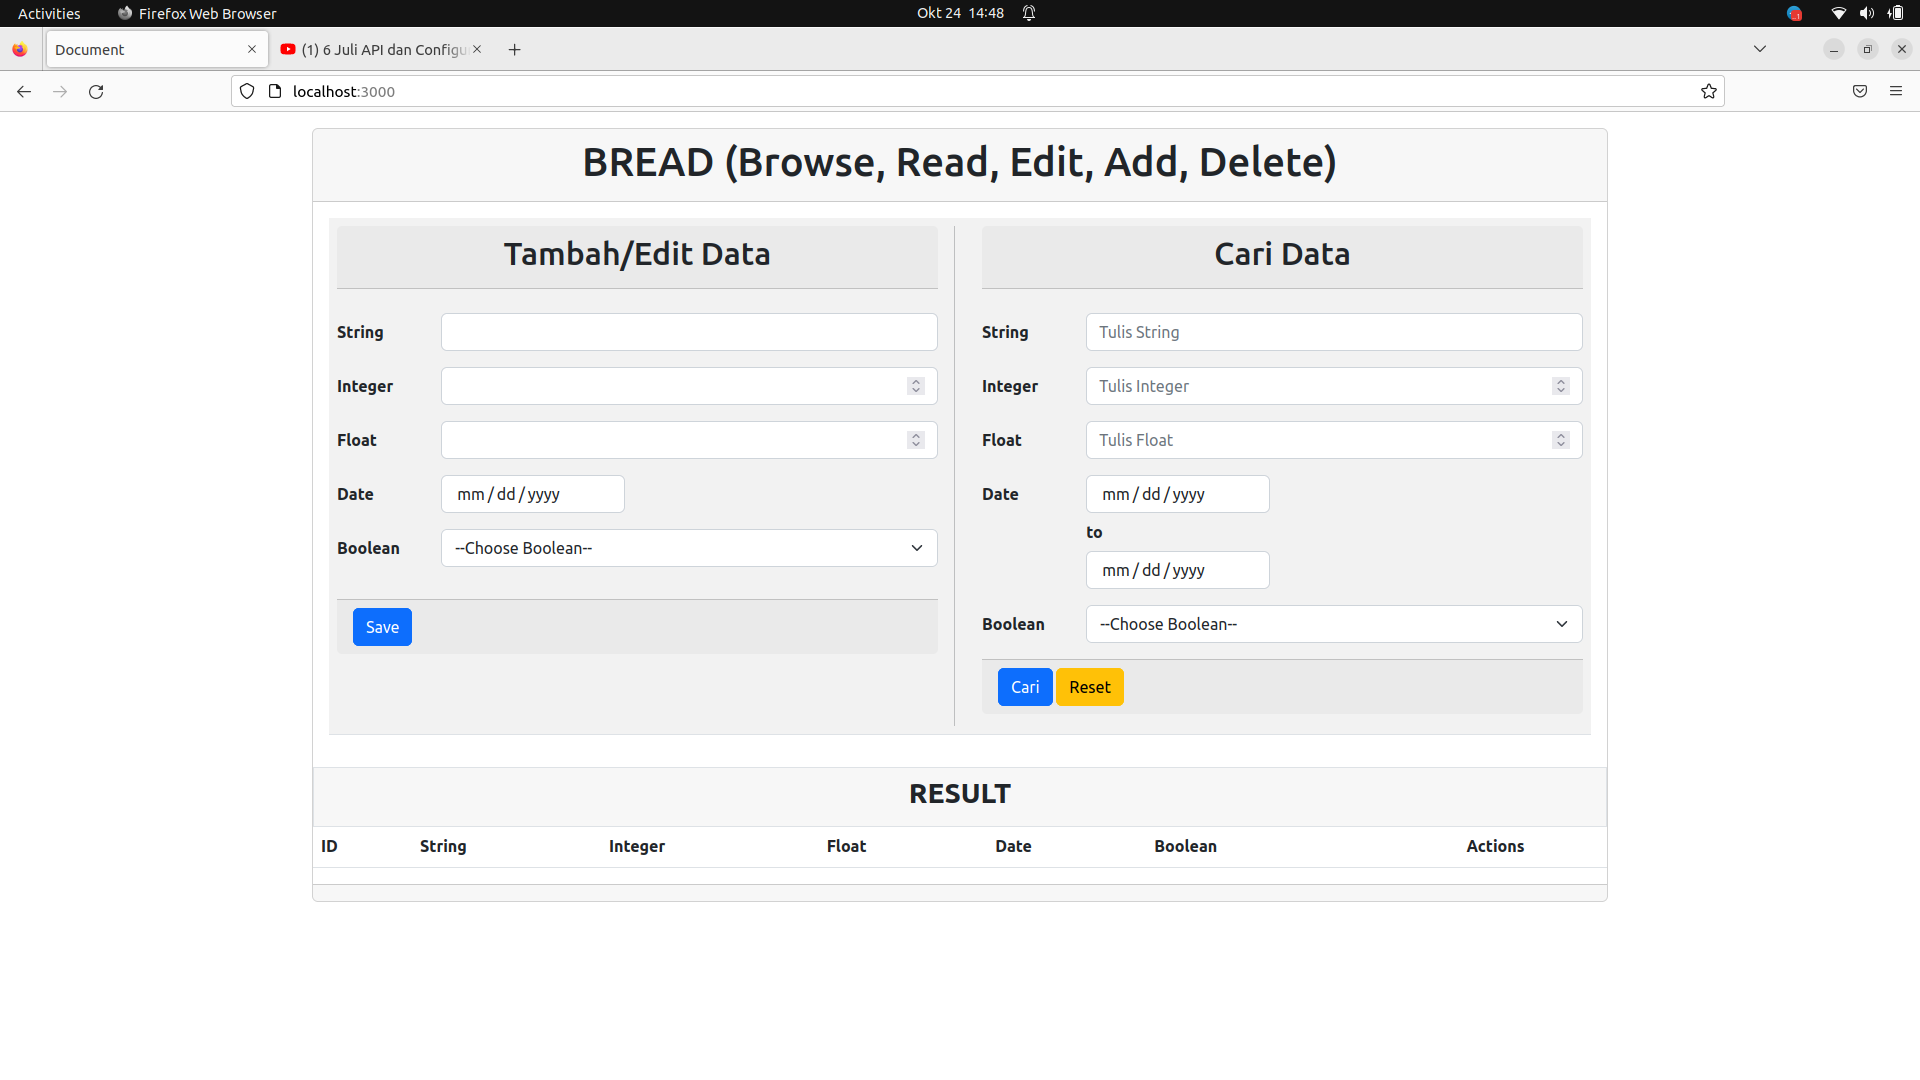 Activities
Firefox Web Browser
Okt 24 14:48
Document
(1) 6 Juli API dan Configu
localhost:3000
BREAD (Browse, Read, Edit, Add, Delete)
Tambah/Edit Data
String
Integer
Float
Date
mm / dd / yyyy
Boolean
--Choose Boolean--
Save
Cari Data
String
Tulis String
Integer
Tulis Integer
Float
Tulis Float
Date
mm / dd / yyyy
to
mm / dd / yyyy
Boolean
--Choose Boolean--
Cari
Reset
RESULT
ID String Integer Float Date Boolean Actions